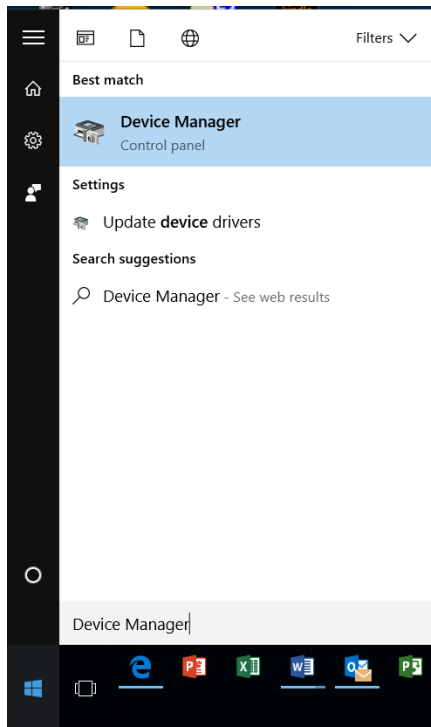 Filters
Best match
Device Manager
Control panel
Settings
Update device drivers
Search suggestions
Device Manager - See web results
Device Manager